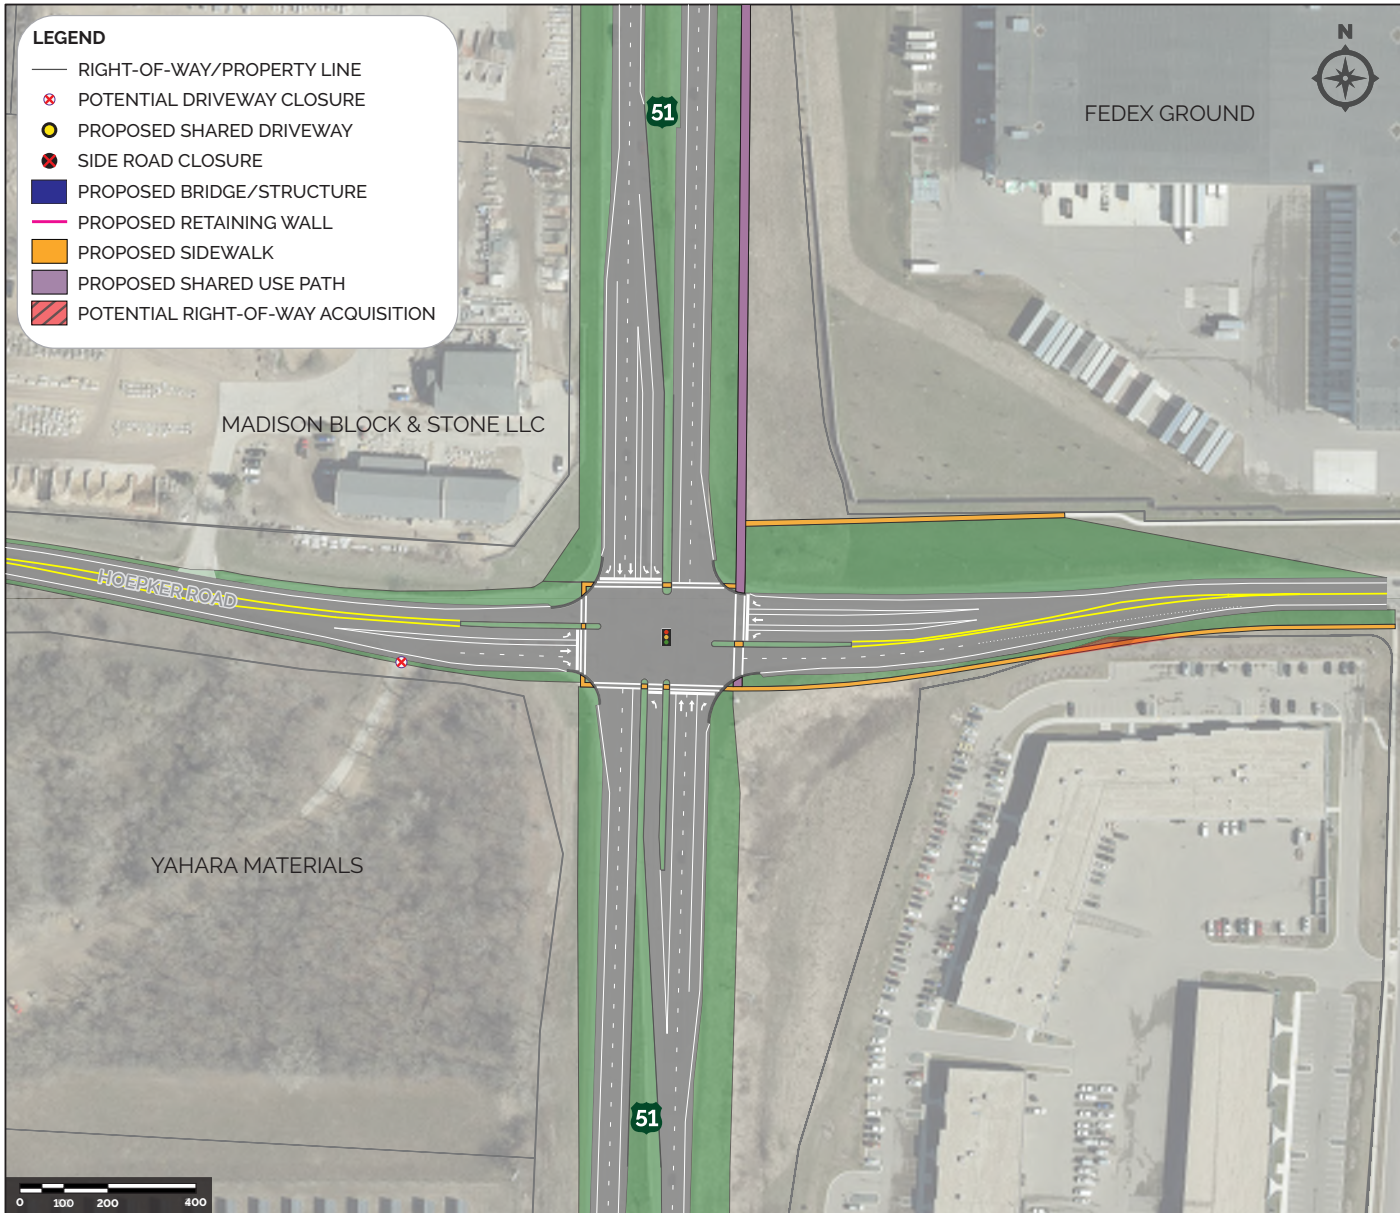 LEGEND
RIGHT-OF-WAY/PROPERTY LINE
POTENTIAL DRIVEWAY CLOSURE
PROPOSED SHARED DRIVEWAY
SIDE ROAD CLOSURE
PROPOSED BRIDGE/STRUCTURE
PROPOSED RETAINING WALL
PROPOSED SIDEWALK
PROPOSED SHARED USE PATH
POTENTIAL RIGHT-OF-WAY ACQUISITION
N
51
FEDEX GROUND
MADISON BLOCK & STONE LLC
HOEPKER ROAD
YAHARA MATERIALS
51
0 100 200 400